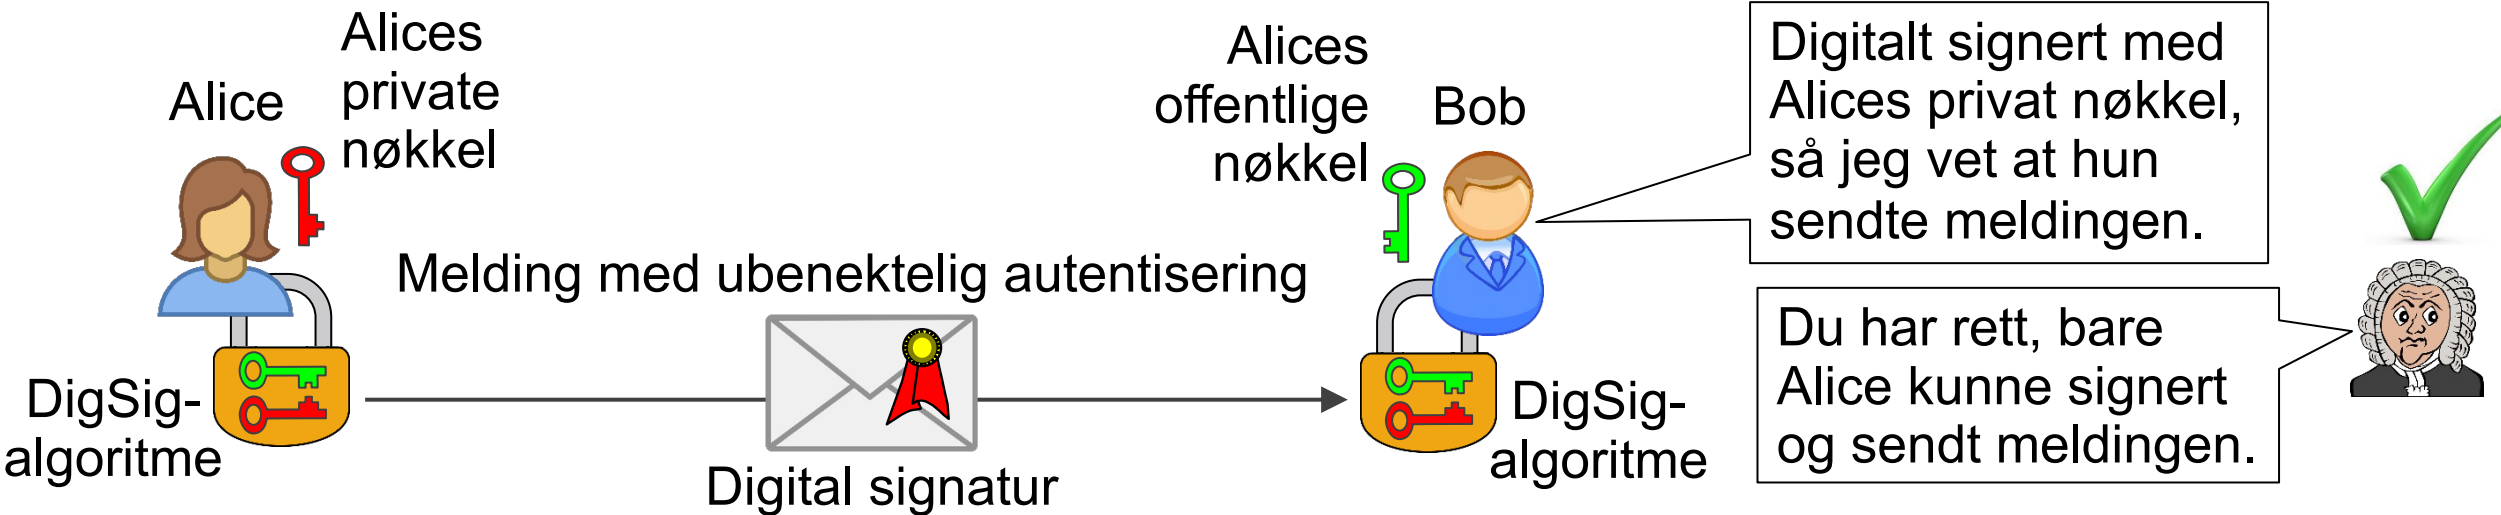 Alice
Alices
private
nøkkel
DigSig-
algoritme
Melding med ubenektelig autentisering
Digital signatur
Alices
offentlige
nøkkel
Bob
DigSig-
algoritme
Digitalt signert med
Alices privat nøkkel,
så jeg vet at hun
sendte meldingen.
Du har rett, bare
Alice kunne signert
og sendt meldingen.